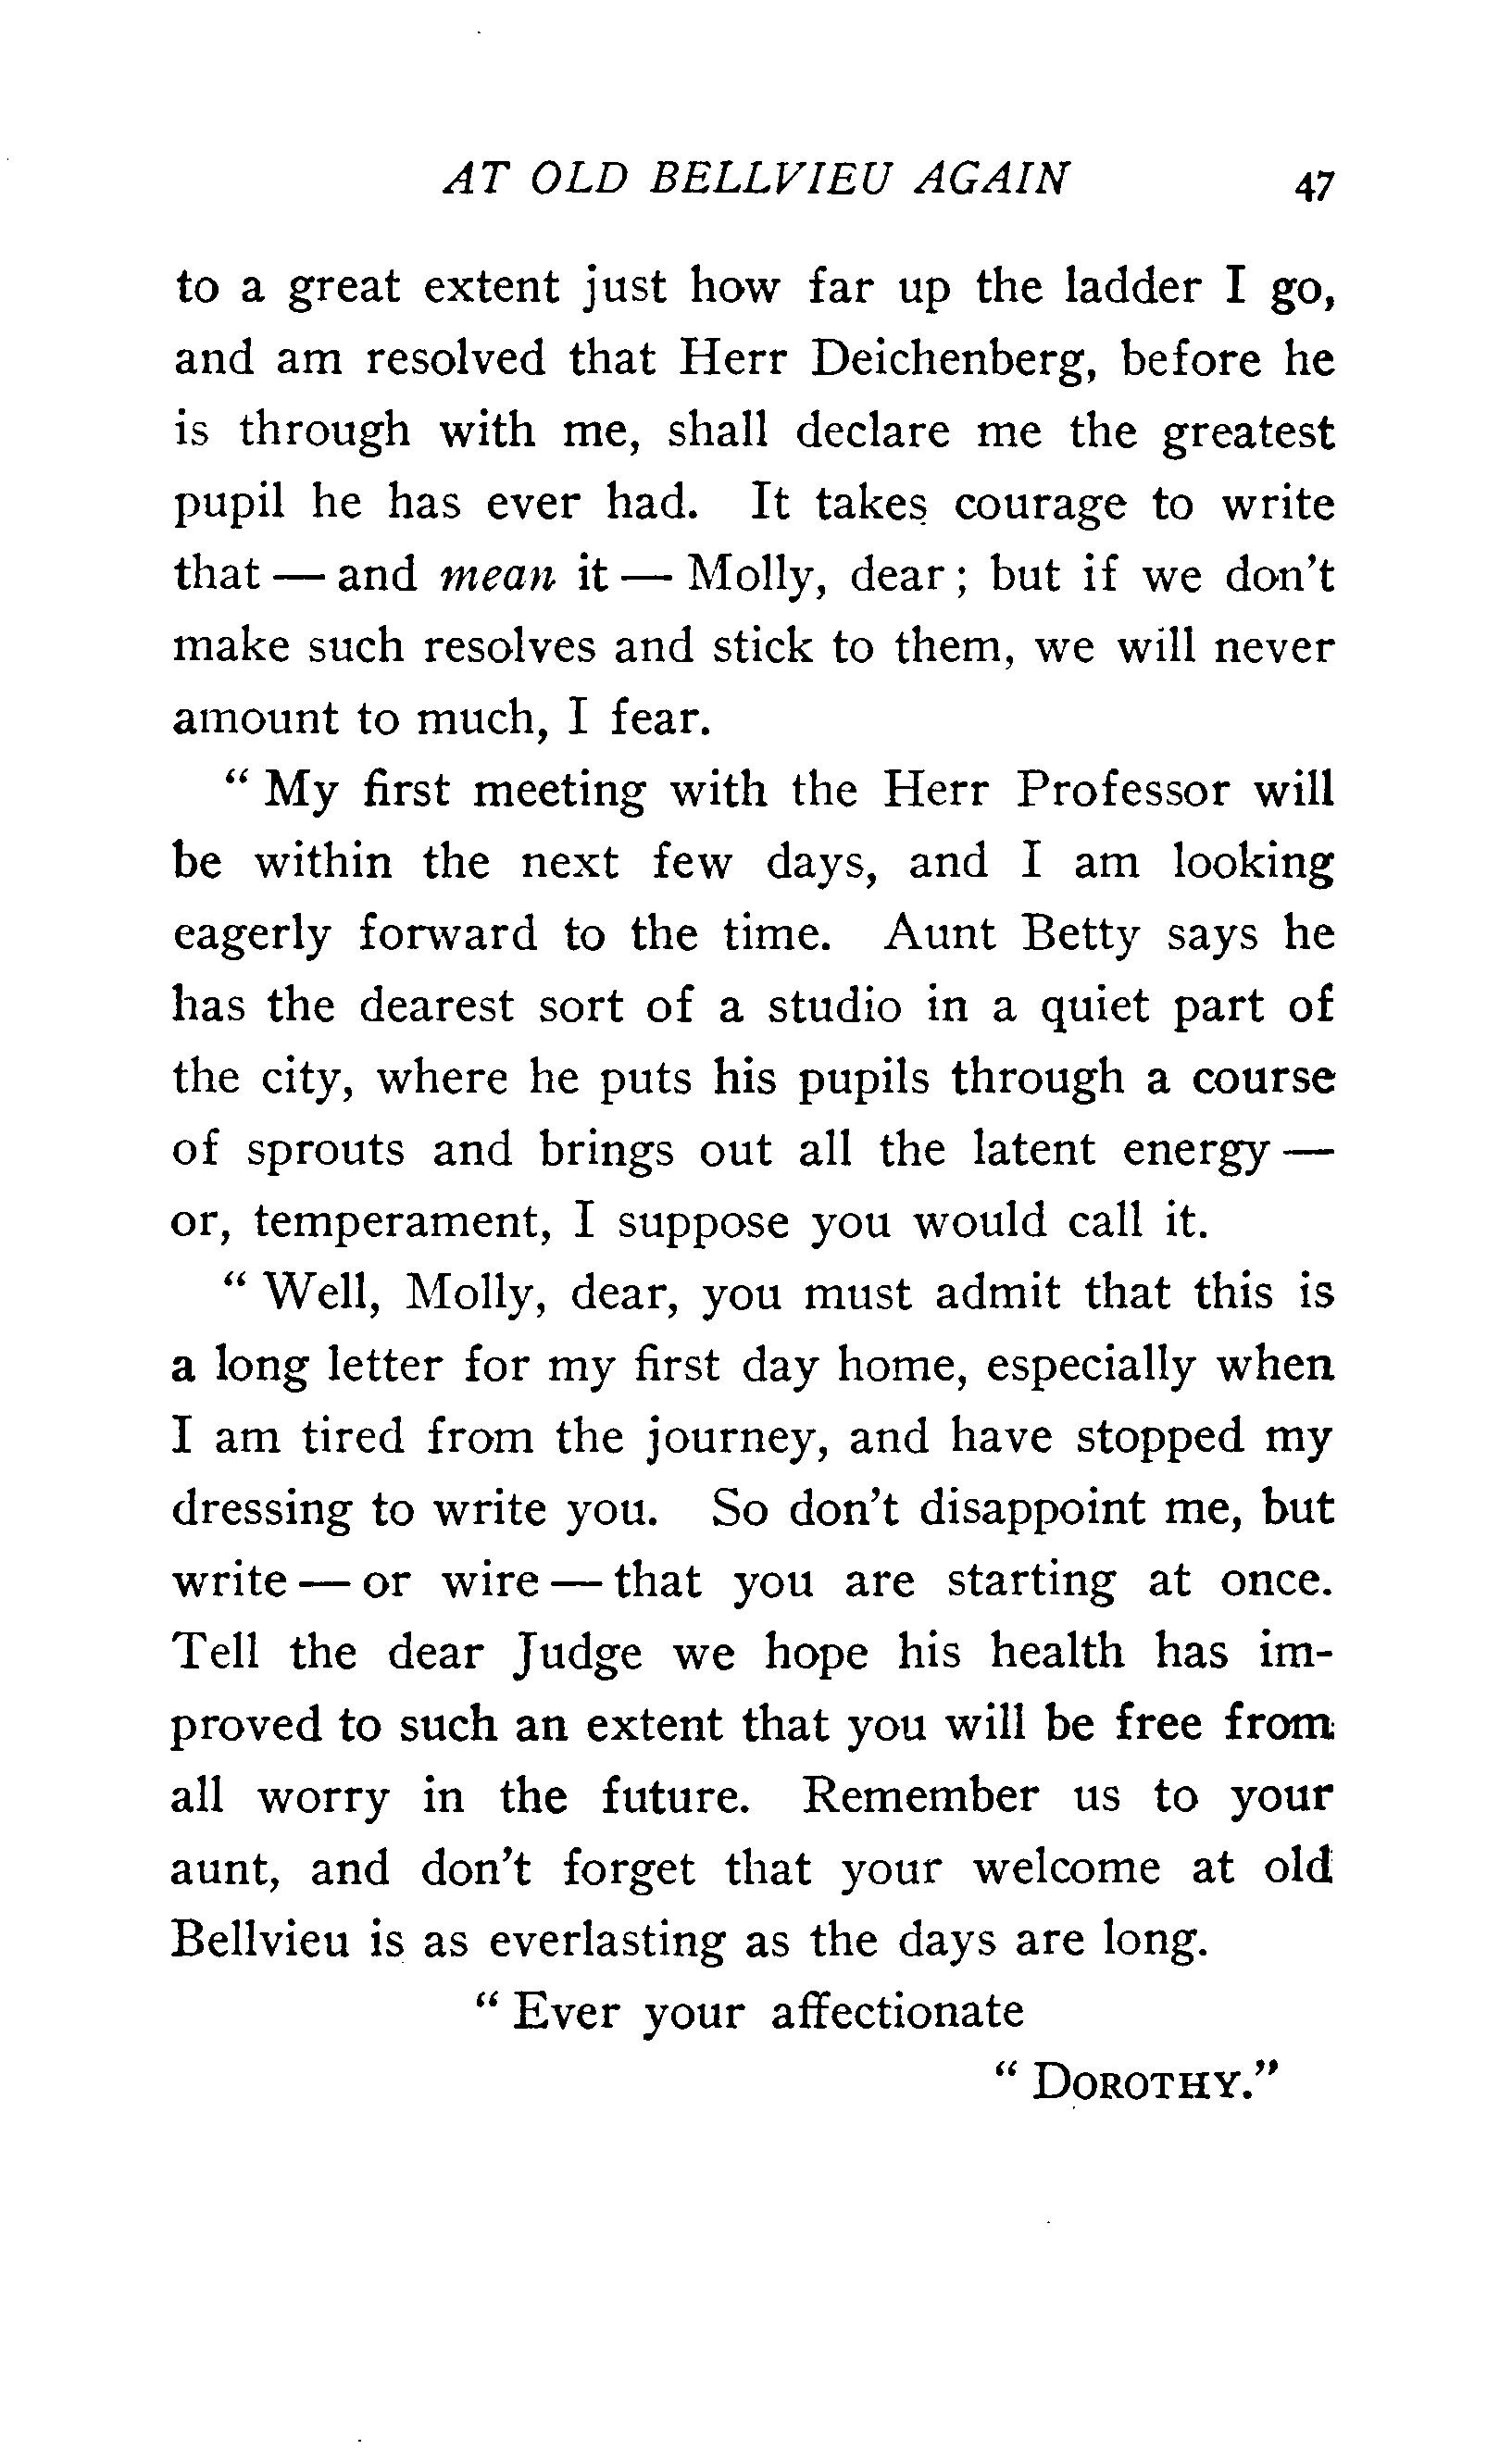 AT OLD BELLVIEU AGAIN 47
to a great extent just how far up the ladder I go,
and am resolved that Herr Deichenberg, before he
is through with me, shall declare me the greatest
pupil he has ever had. It takes courage to write
that — and mean it — Molly, dear; but if we don't
make such resolves and stick to them, we will never
amount to much, I fear.
" My first meeting with the Herr Professor will
be within the next few days, and I am looking
eagerly forward to the time. Aunt Betty says he
has the dearest sort of a studio in a quiet part of
the city, where he puts his pupils through a course
of sprouts and brings out all the latent energy —
or, temperament, I suppose you would call it.
" Well, Molly, dear, you must admit that this is
a long letter for my first day home, especially when
I am tired from the journey, and have stopped my
dressing to write you. So don't disappoint me, but
write — or wire — that you are starting at once.
Tell the dear Judge we hope his health has im-
proved to such an extent that you will be free from
all worry in the future. Remember us to your
aunt, and don't forget that your welcome at old
Bellvieu is as everlasting as the days are long.
" Ever your affectionate
" DOROTHY."